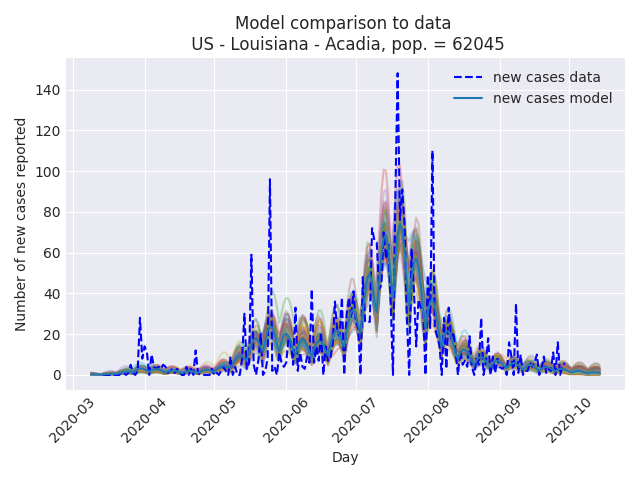 Model comparison to data
US - Louisiana - Acadia, pop. = 62045
new cases data
new cases model
Number of new cases reported
140
120
100
80
60
40
20
0
2020-03
2020-04
2020-05
2020-06
2020-07
2020-08
2020-09
2020-10
Day